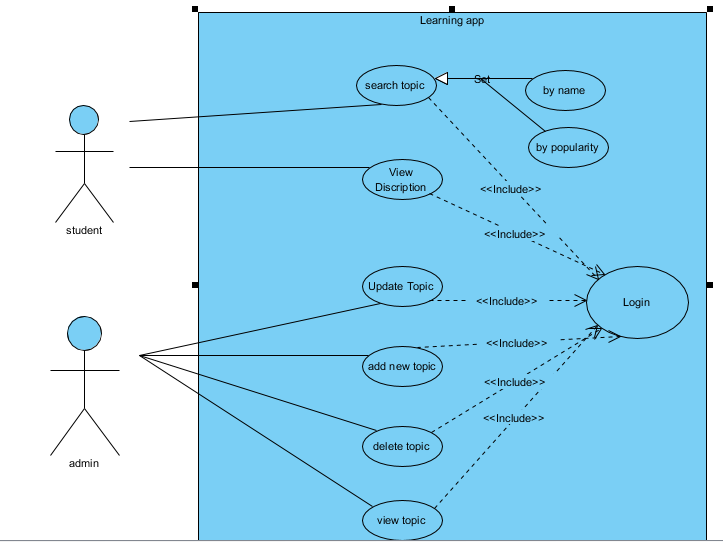 Learning app
search topic
Set
by name
by popularity
View
Discription
<<Include>>
<<Include>>
student
Update Topic
<<Include>>
Login
add new topic
<<Include>>
<<Include>>
<<Include>>
delete topic
admin
view topic